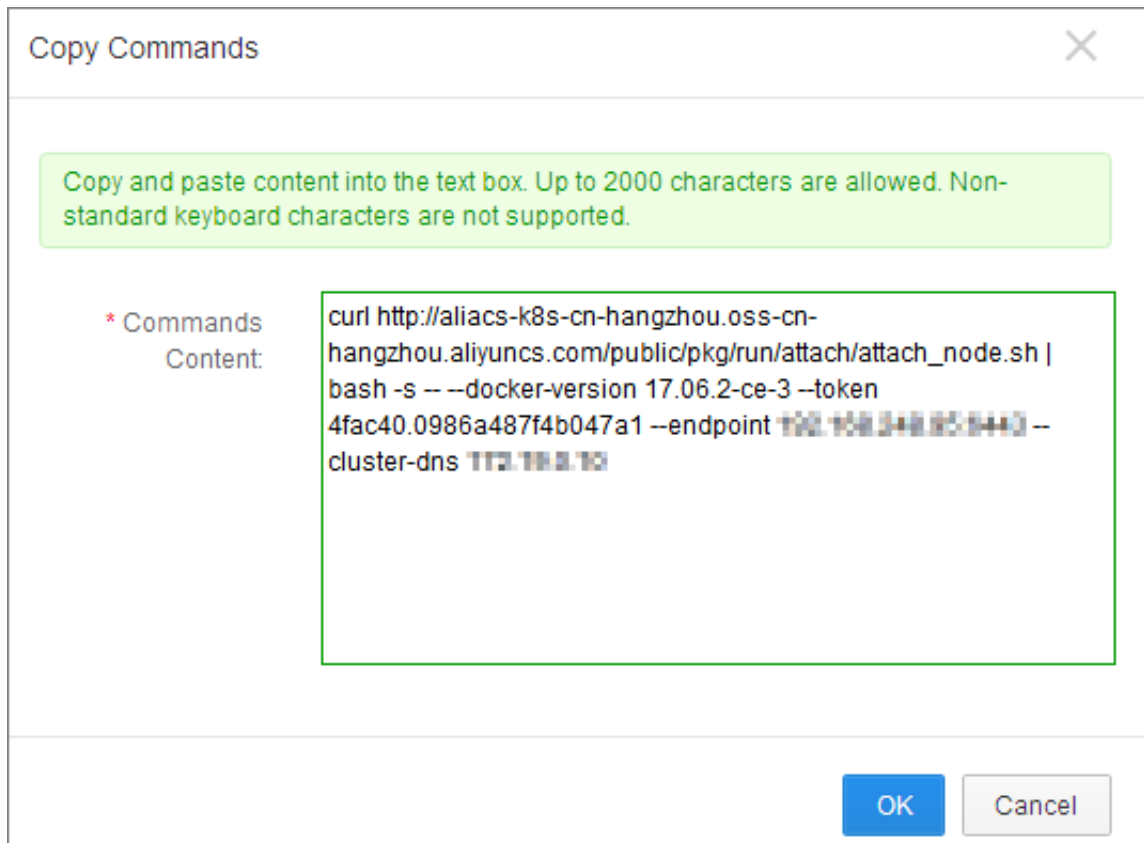 Copy Commands
Copy and paste content into the text box. Up to 2000 characters are allowed. Non-
standard keyboard characters are not supported.
* Commands
Content:
curl http://aliacs-k8s-cn-hangzhou.oss-cn-
hangzhou.aliyuncs.com/public/pkg/run/attach/attach_node.sh |
bash -s -- --docker-version 17.06.2-ce-3 --token
4fac40.0986a487f4b047a1 --endpoint --
cluster-dns
OK
Cancel